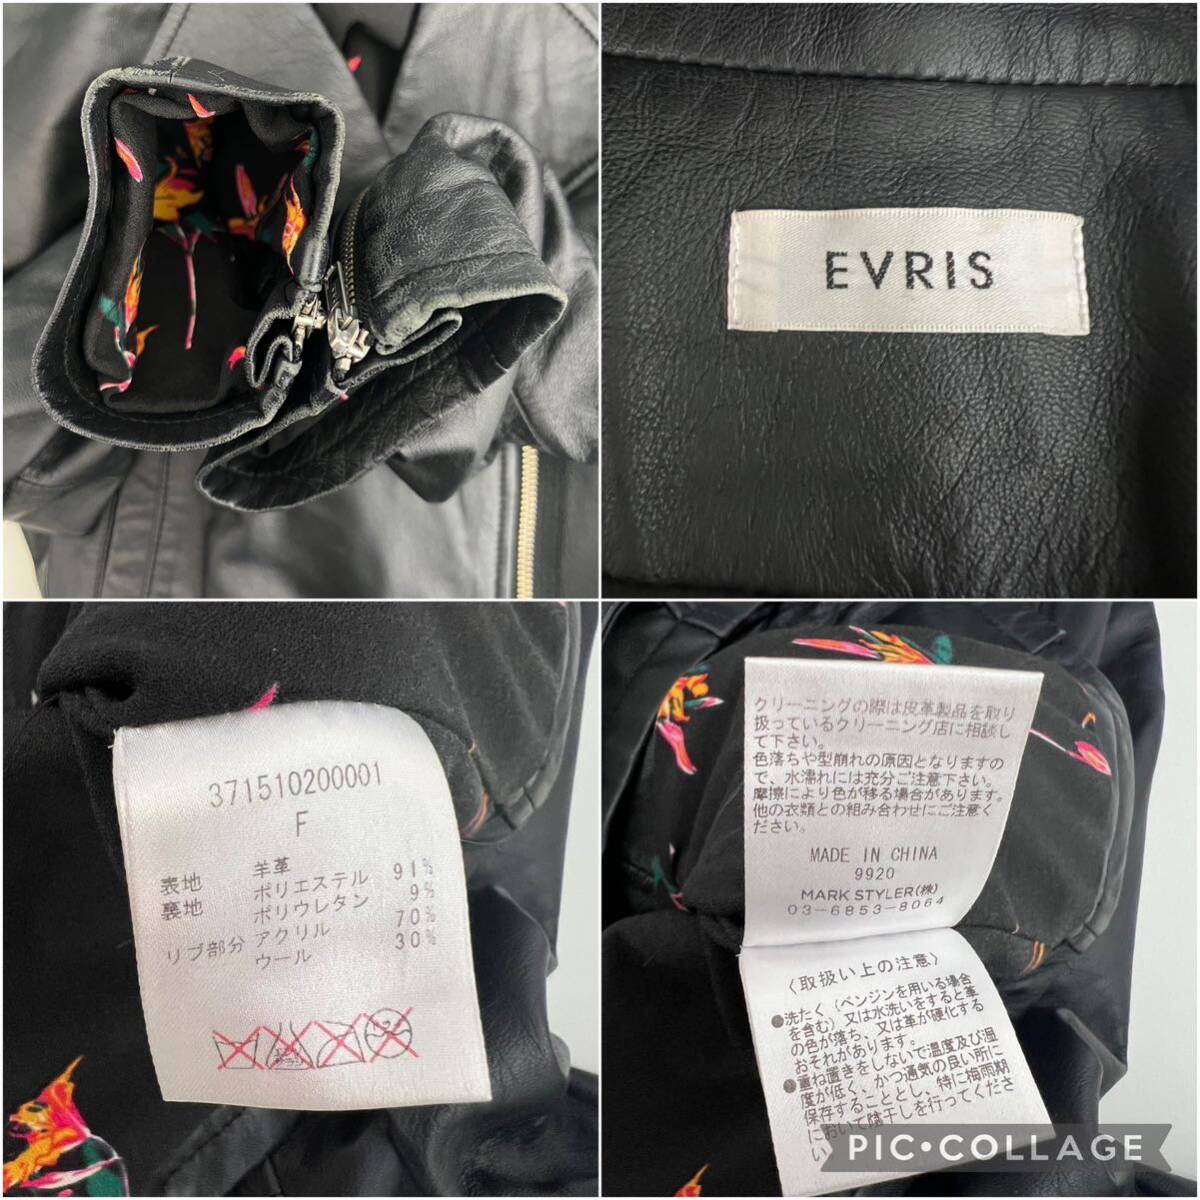 EVRIS
371510200001
F
表地 羊革
裏地 ポリエステル 91%
ポリウレタン 9%
リブ部分 アクリル 70%
ウール 30%
クリーニングの際は皮革製品を取り
扱っているクリーニング店に相談し
て下さい。
色落ちや型崩れの原因となりますの
で、水濡れには充分ご注意下さい。
摩擦により色が移る場合があります。
他の衣類との組み合わせにご注意く
ださい。
MADE IN CHINA
9920
MARK STYLER(株)
03-6853-8064
〈取扱い上の注意〉
●洗たく(ベンジンを用いる場合
を含む)又は水洗いをすると革
の色が落ち、又は革が硬化する
おそれがあります。
●重ね置きをしないで温度及び湿
度が低く、かつ通気の良い所に
保存することとし、特に梅雨期
において陰干しを行ってくださ
い
PIC•COLLAGE